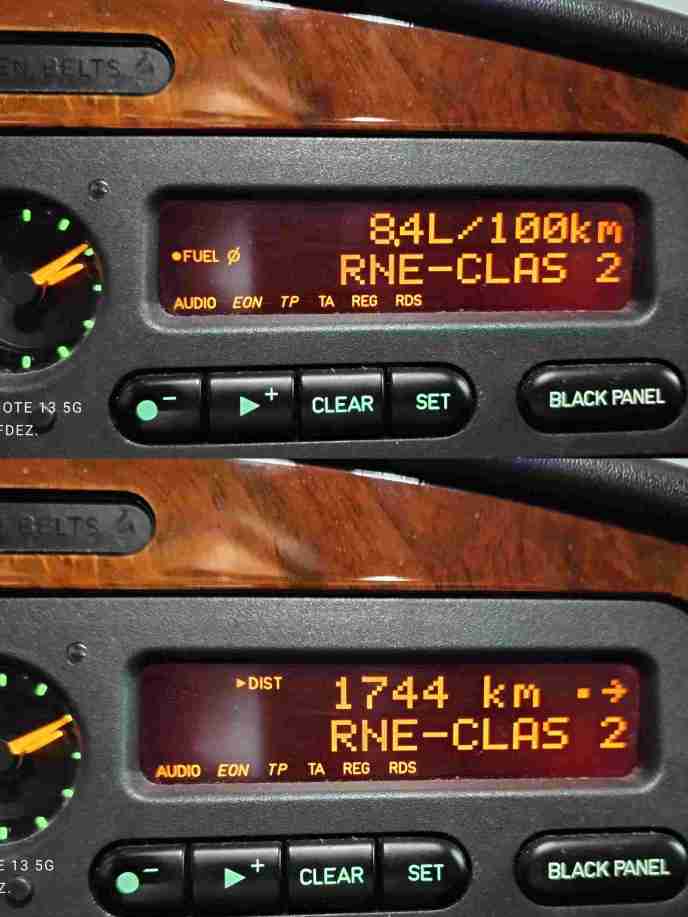 BELTS
8.4L/100km
FUEL Ø
RNE-CLAS 2
AUDIO EON TP TA REG RDS
- + CLEAR SET BLACK PANEL
OTE 13 5G
FDEZ.
BELTS
DIST 1744 km
RNE-CLAS 2
AUDIO EON TP TA REG RDS
- + CLEAR SET BLACK PANEL
E 13 5G
Z.